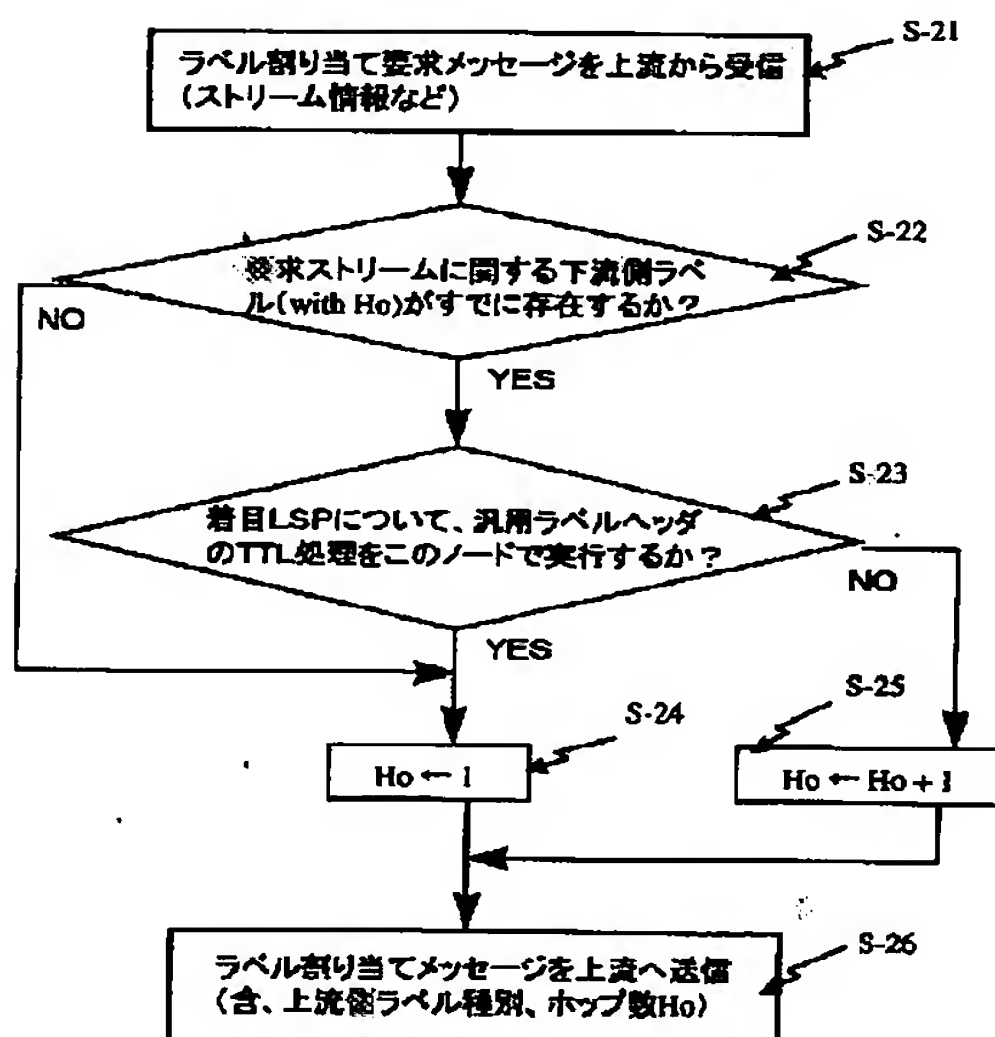 S-21
ラベル割り当て要求メッセージを上流から受信
(ストリーム情報など)
S-22
要求ストリームに関する下流側ラベ
ル(with Ho)がすでに存在するか?
NO
YES
S-23
着目LSPについて、汎用ラベルヘッダ
のTTL処理をこのノードで実行するか?
NO
YES
S-24
S-25
Ho ← 1
Ho ← Ho + 1
S-26
ラベル割り当てメッセージを上流へ送信
(含、上流側ラベル種別、ホップ数Ho)